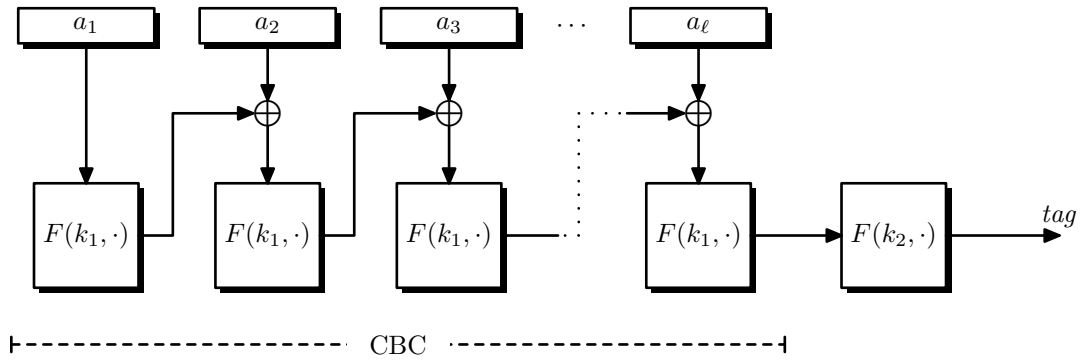 a₁ a₂ a₃ ⋯ a_ℓ
F(k₁, ·) F(k₁, ·) F(k₁, ·) F(k₁, ·) F(k₂, ·) tag
CBC